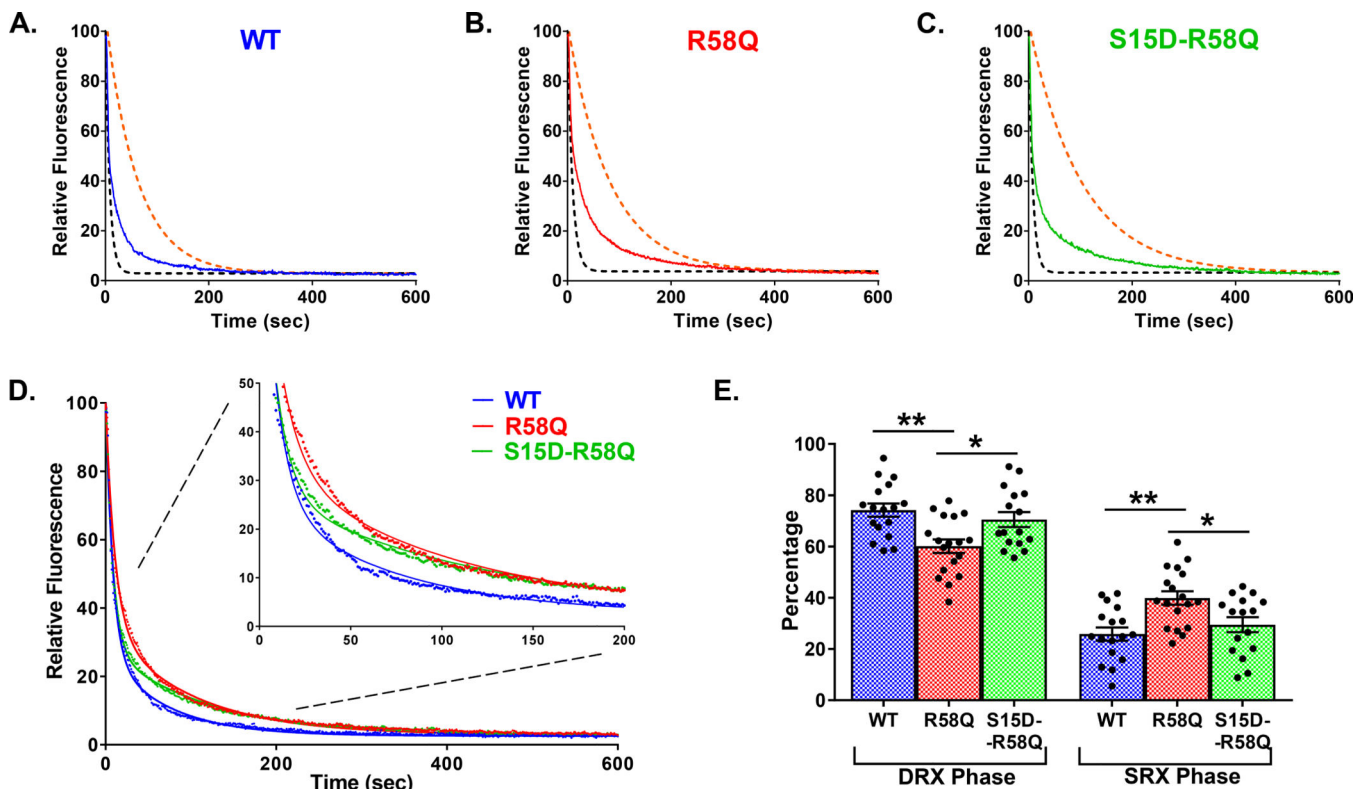 A.
WT
Relative Fluorescence
100
80
60
40
20
0
0
200
400
600
Time (sec)
B.
R58Q
Relative Fluorescence
100
80
60
40
20
0
0
200
400
600
Time (sec)
C.
S15D-R58Q
Relative Fluorescence
100
80
60
40
20
0
0
200
400
600
Time (sec)
D.
Relative Fluorescence
100
80
60
40
20
0
0
200
400
600
Time (sec)
50
40
30
20
10
0
0
50
100
150
200
WT
R58Q
S15D-R58Q
E.
Percentage
100
80
60
40
20
0
**
*
**
*
WT
R58Q
S15D-
-R58Q
WT
R58Q
S15D-
-R58Q
DRX Phase
SRX Phase